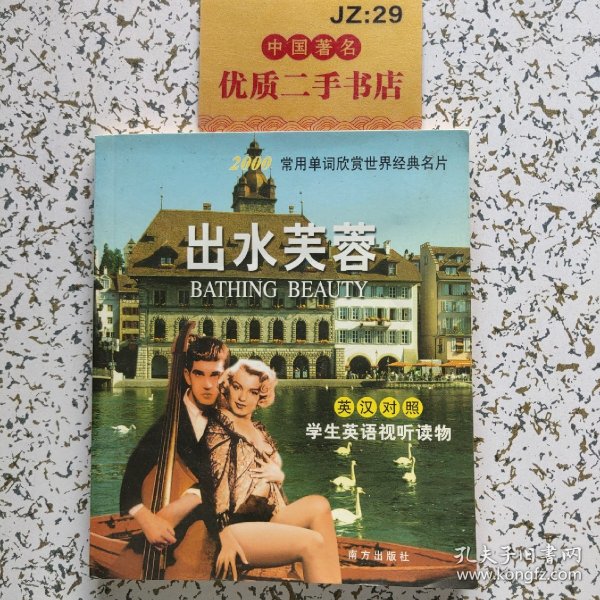 JZ:29
中国著名
优质二手书店
2000 常用单词欣赏世界经典名片
出水芙蓉
BATHING BEAUTY
英汉对照
学生英语视听读物
南方出版社
孔夫子旧书网
www.kongfz.com